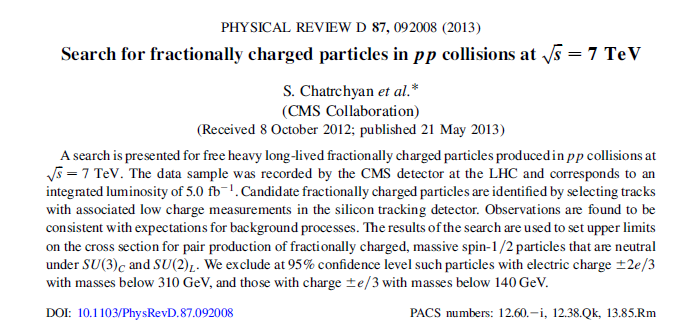 PHYSICAL REVIEW D 87, 092008 (2013)
Search for fractionally charged particles in pp collisions at √s = 7 TeV
S. Chatrchyan et al.*
(CMS Collaboration)
(Received 8 October 2012; published 21 May 2013)
A search is presented for free heavy long-lived fractionally charged particles produced in pp collisions at
√s = 7 TeV. The data sample was recorded by the CMS detector at the LHC and corresponds to an
integrated luminosity of 5.0 fb⁻¹. Candidate fractionally charged particles are identified by selecting tracks
with associated low charge measurements in the silicon tracking detector. Observations are found to be
consistent with expectations for background processes. The results of the search are used to set upper limits
on the cross section for pair production of fractionally charged, massive spin-1/2 particles that are neutral
under SU(3)C and SU(2)L. We exclude at 95% confidence level such particles with electric charge ±2e/3
with masses below 310 GeV, and those with charge ±e/3 with masses below 140 GeV.
DOI: 10.1103/PhysRevD.87.092008 PACS numbers: 12.60.−i, 12.38.Qk, 13.85.Rm